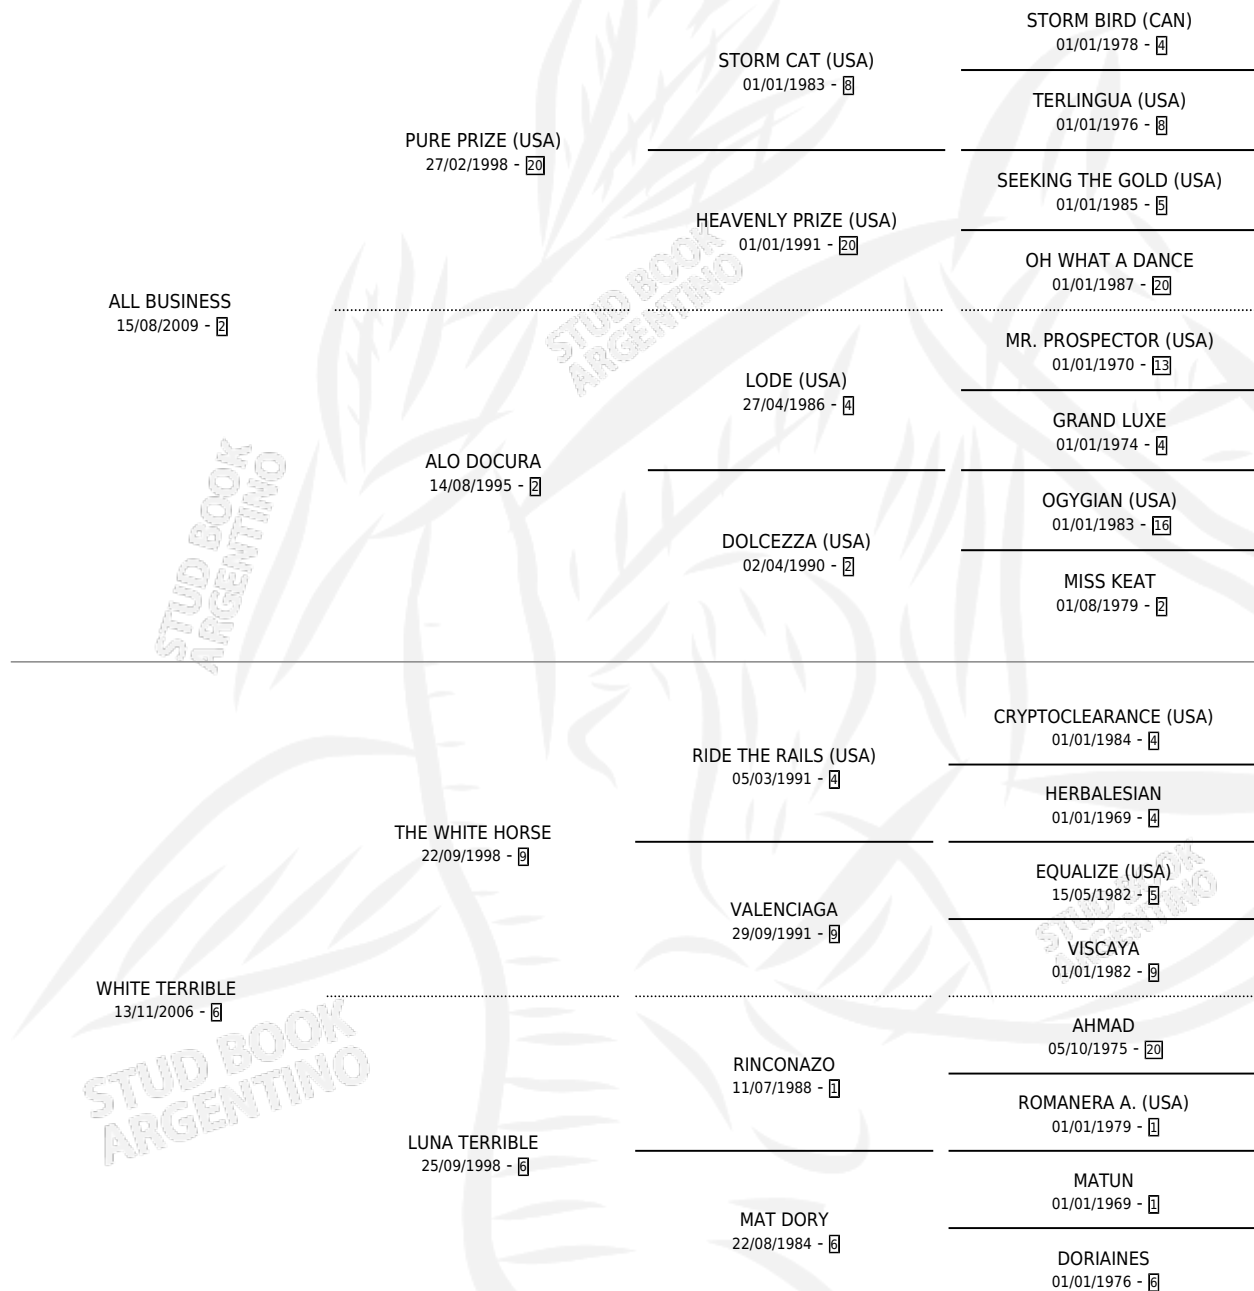 STORM BIRD (CAN)
01/01/1978 - 4
STORM CAT (USA)
01/01/1983 - 8
TERLINGUA (USA)
01/01/1976 - 8
PURE PRIZE (USA)
27/02/1998 - 20
SEEKING THE GOLD (USA)
01/01/1985 - 5
HEAVENLY PRIZE (USA)
01/01/1991 - 20
OH WHAT A DANCE
01/01/1987 - 20
ALL BUSINESS
15/08/2009 - 2
MR. PROSPECTOR (USA)
01/01/1970 - 13
LODE (USA)
27/04/1986 - 4
GRAND LUXE
01/01/1974 - 4
ALO DOCURA
14/08/1995 - 2
OGYGIAN (USA)
01/01/1983 - 16
DOLCEZZA (USA)
02/04/1990 - 2
MISS KEAT
01/08/1979 - 2
CRYPTOCLEARANCE (USA)
01/01/1984 - 4
RIDE THE RAILS (USA)
05/03/1991 - 4
HERBALESIAN
01/01/1969 - 4
THE WHITE HORSE
22/09/1998 - 9
EQUALIZE (USA)
15/05/1982 - 5
VALENCIAGA
29/09/1991 - 9
VISCAYA
01/01/1982 - 9
WHITE TERRIBLE
13/11/2006 - 6
AHMAD
05/10/1975 - 20
RINCONAZO
11/07/1988 - 1
ROMANERA A. (USA)
01/01/1979 - 1
LUNA TERRIBLE
25/09/1998 - 6
MATUN
01/01/1969 - 1
MAT DORY
22/08/1984 - 6
DORIAINES
01/01/1976 - 6
STUD BOOK
ARGENTINO
STUD BOOK
ARGENTINO
STUD BOOK
ARGENTINO
STUD BOOK
ARGENTINO